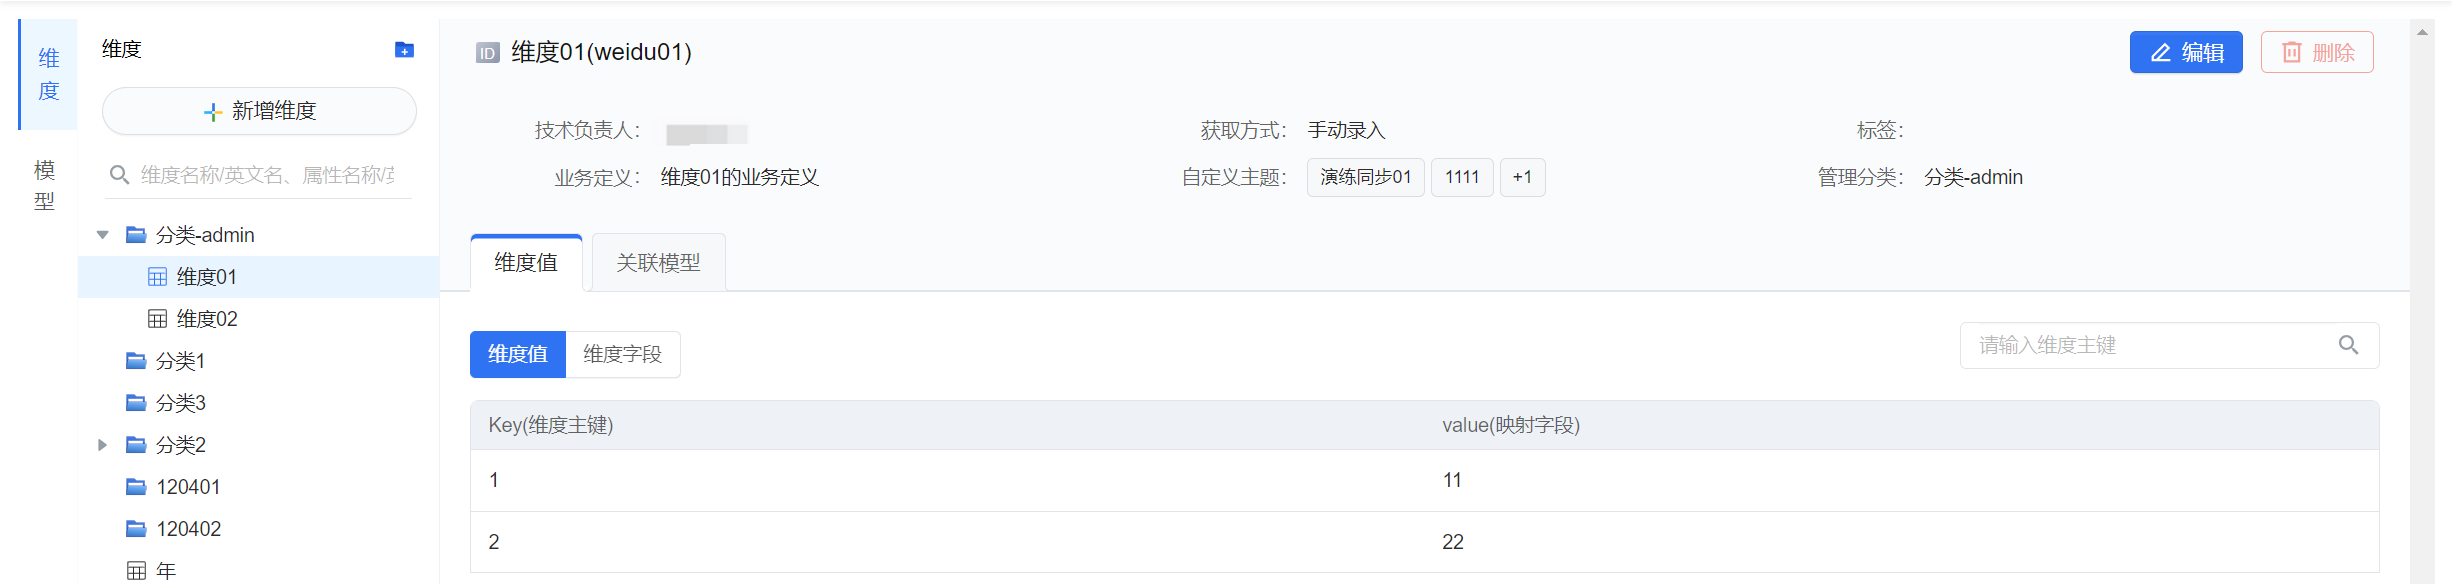 维度
模型
维度
新增维度
维度名称/英文名、属性名称/
分类-admin
维度01
维度02
分类1
分类3
分类2
120401
120402
年
ID 维度01(weidu01)
编辑
删除
技术负责人：
获取方式： 手动录入
标签：
业务定义： 维度01的业务定义
自定义主题： 演练同步01 1111 +1
管理分类： 分类-admin
维度值 关联模型
维度值 维度字段
请输入维度主键
Key(维度主键) value(映射字段)
1 11
2 22